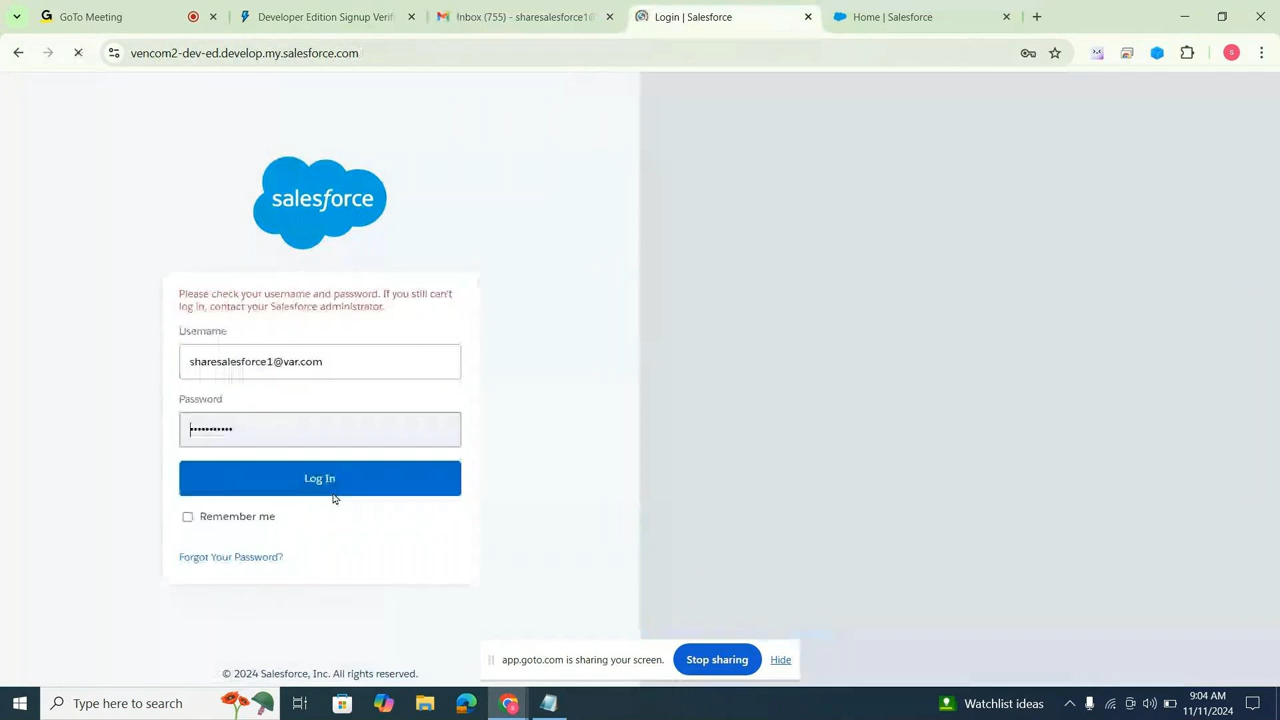 GoTo Meeting
Developer Edition Signup Verif
Inbox (755) - sharesalesforce1@
Login | Salesforce
Home | Salesforce
vencom2-dev-ed.develop.my.salesforce.com
salesforce
Please check your username and password. If you still can't
log in, contact your Salesforce administrator.
Username
sharesalesforce1@var.com
Password
Log In
Remember me
Forgot Your Password?
app.goto.com is sharing your screen.
Stop sharing
Hide
© 2024 Salesforce, Inc. All rights reserved.
Type here to search
Watchlist ideas
9:04 AM
11/11/2024